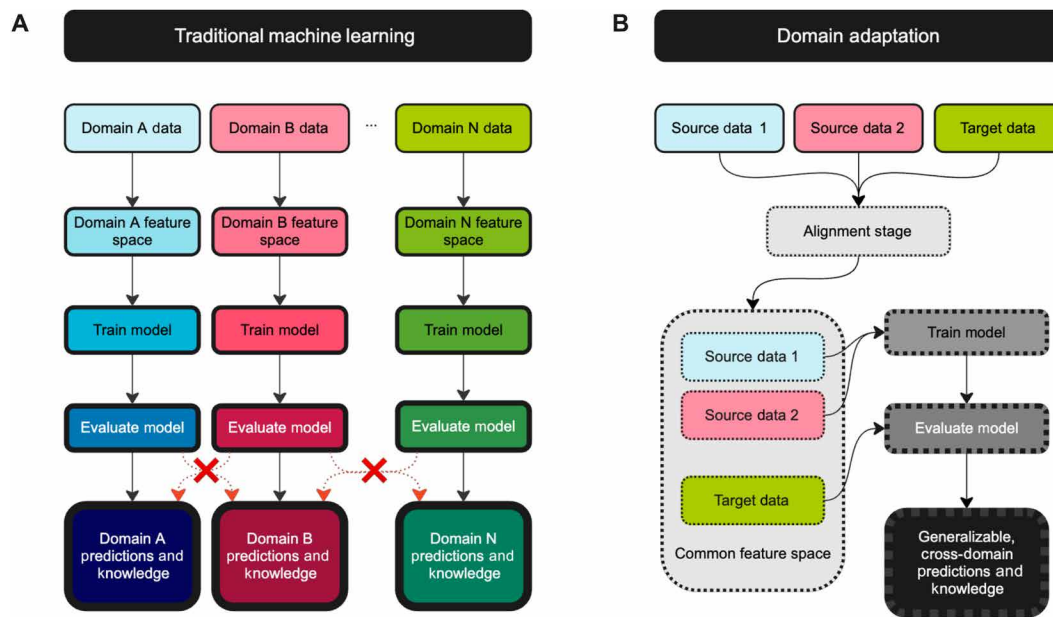 A
Traditional machine learning
Domain A data
Domain B data
...
Domain N data
Domain A feature
space
Domain B feature
space
Domain N feature
space
Train model
Train model
Train model
Evaluate model
Evaluate model
Evaluate model
Domain A
predictions and
knowledge
Domain B
predictions and
knowledge
Domain N
predictions and
knowledge
B
Domain adaptation
Source data 1
Source data 2
Target data
Alignment stage
Source data 1
Source data 2
Target data
Common feature space
Train model
Evaluate model
Generalizable,
cross-domain
predictions and
knowledge